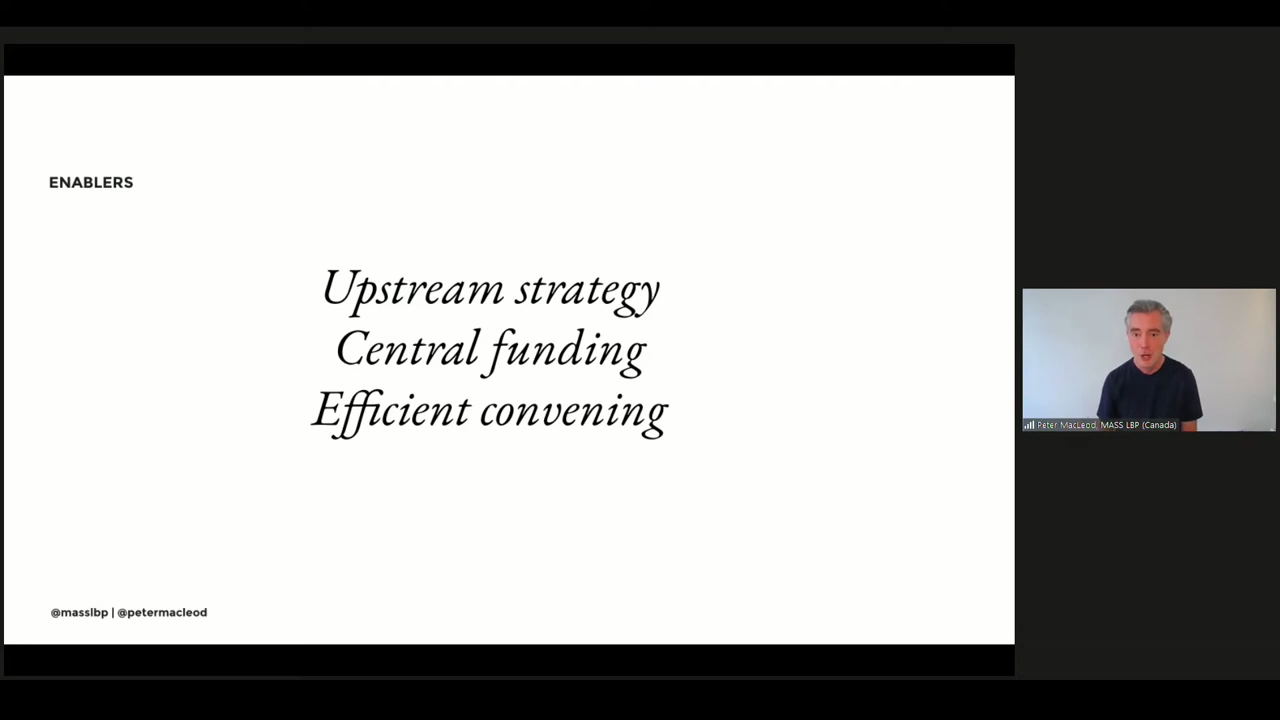 ENABLERS
Upstream strategy
Central funding
Efficient convening
@masslbp | @petermacleod
Peter MacLeod, MASS LBP (Canada)